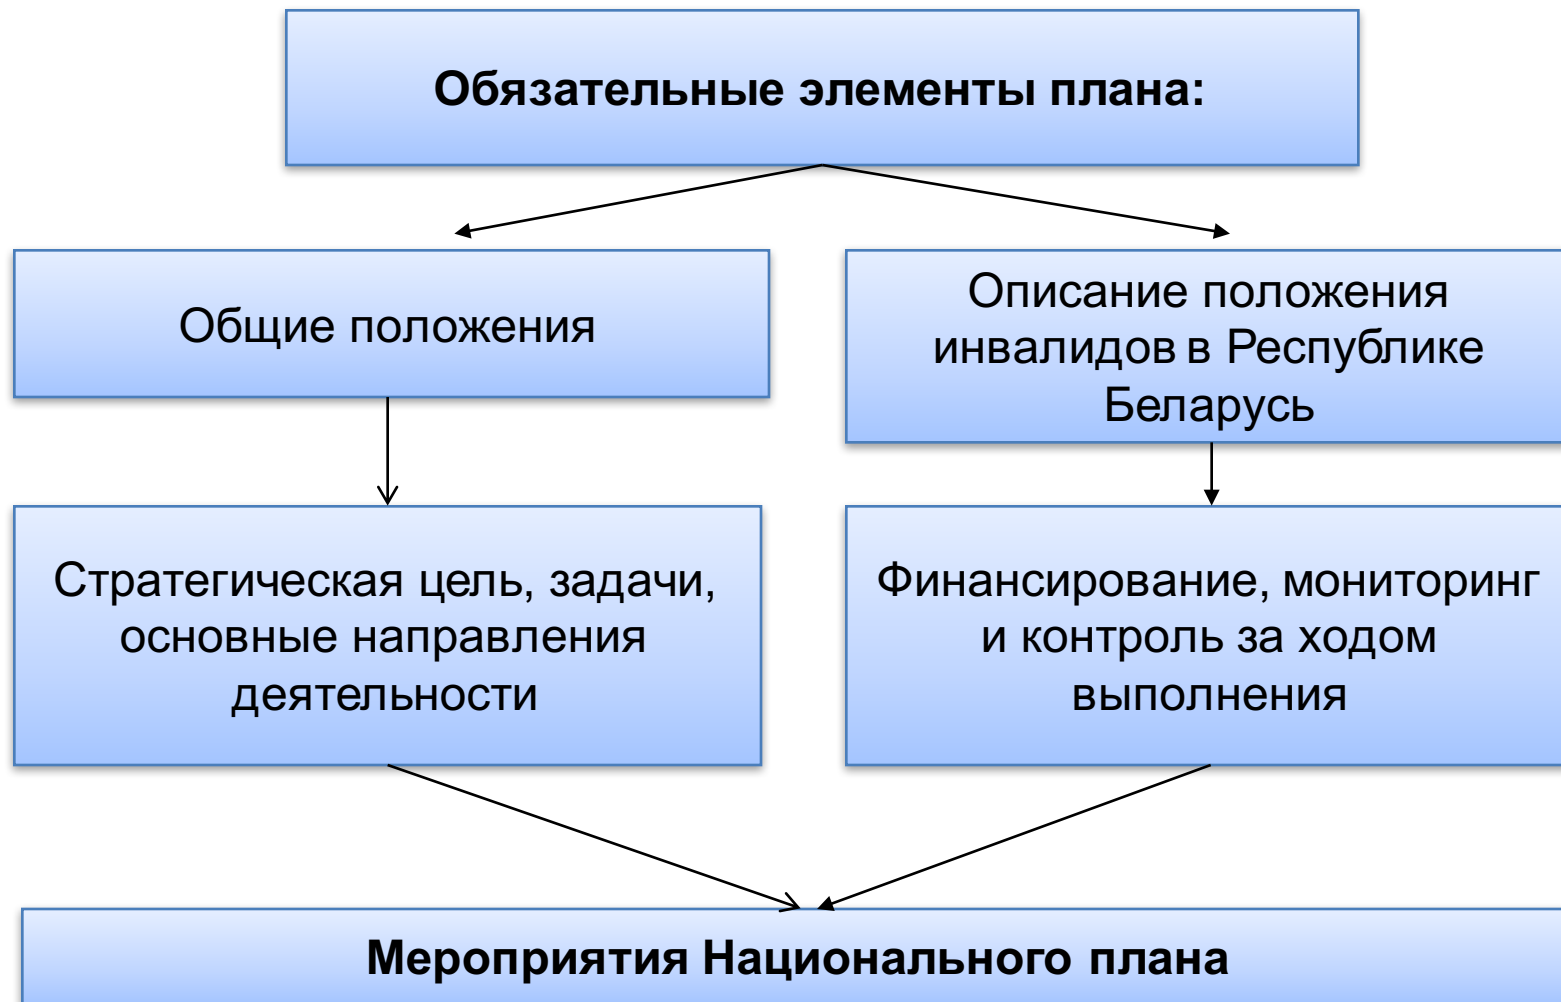 Обязательные элементы плана:
Общие положения
Описание положения
инвалидов в Республике
Беларусь
Стратегическая цель, задачи,
основные направления
деятельности
Финансирование, мониторинг
и контроль за ходом
выполнения
Мероприятия Национального плана